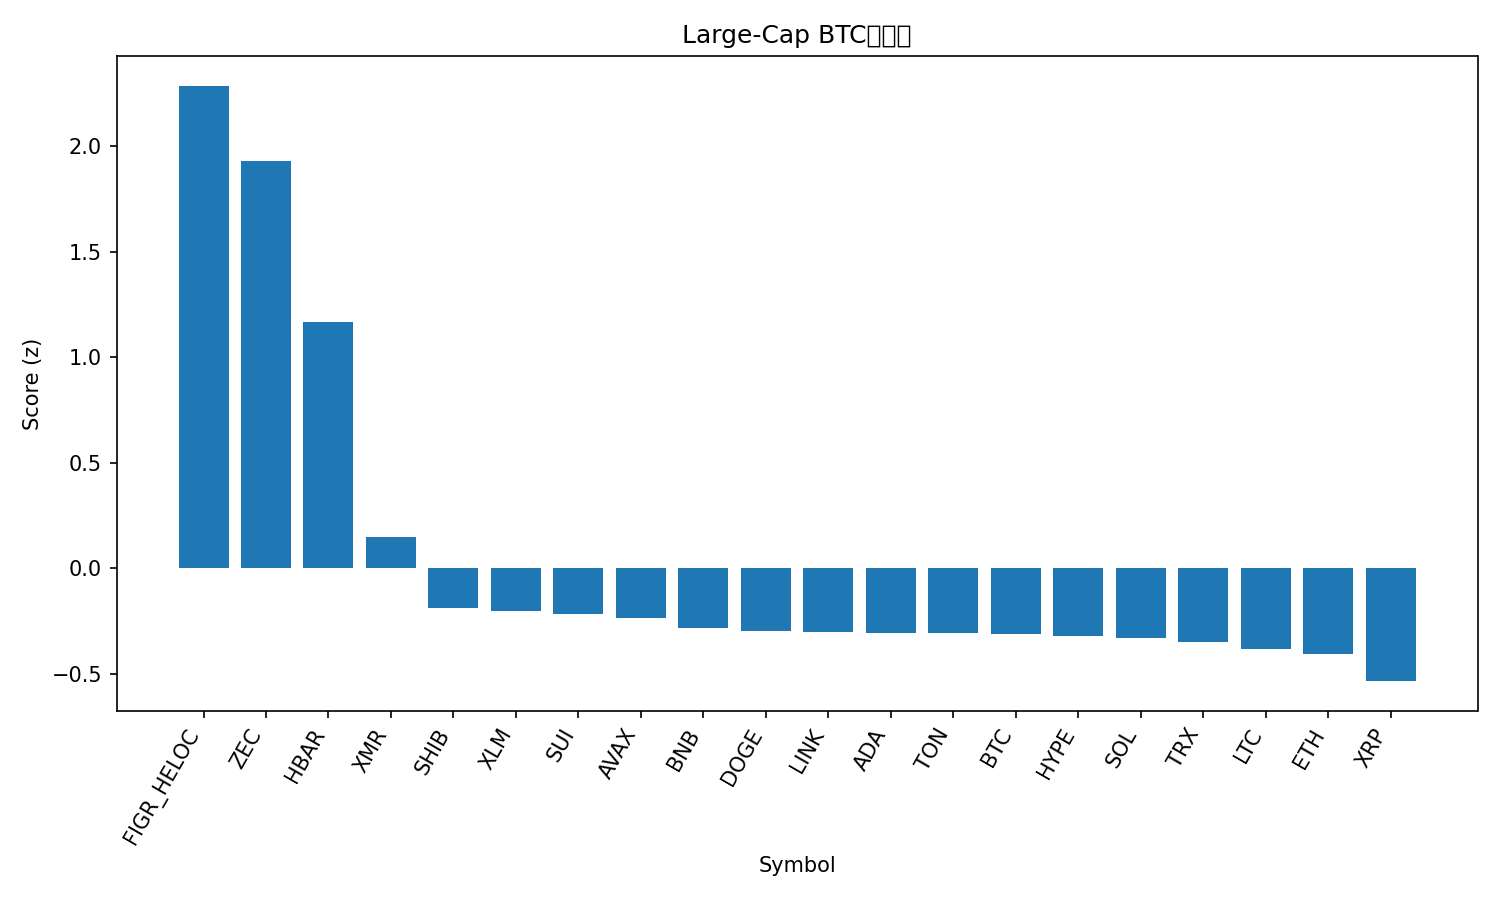 Large-Cap BTC
Score (z)
2.0
1.5
1.0
0.5
0.0
−0.5
FIGR_HELOC
ZEC
HBAR
XMR
SHIB
XLM
SUI
AVAX
BNB
DOGE
LINK
ADA
TON
BTC
HYPE
SOL
TRX
LTC
ETH
XRP
Symbol